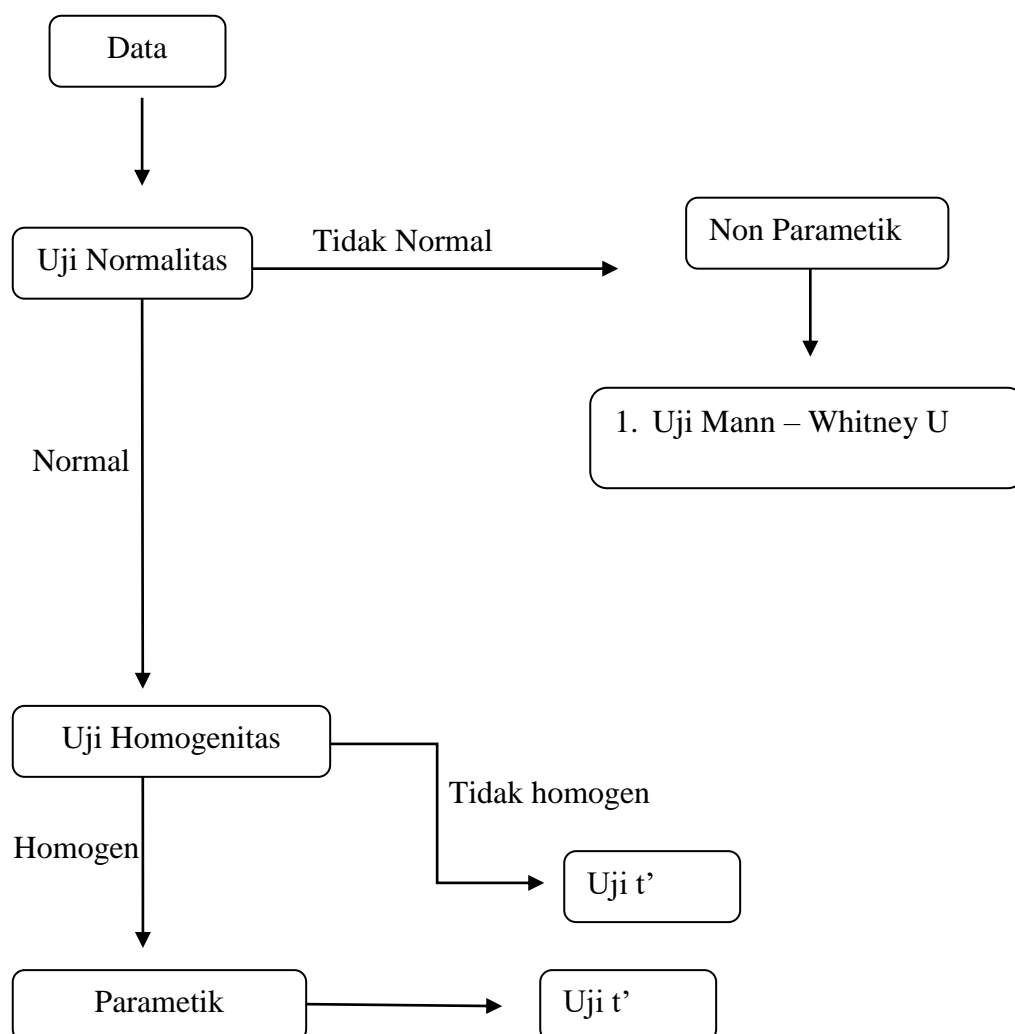 Data
Uji Normalitas
Tidak Normal
Non Parametik
1. Uji Mann – Whitney U
Normal
Uji Homogenitas
Tidak homogen
Homogen
Uji t’
Parametik
Uji t’